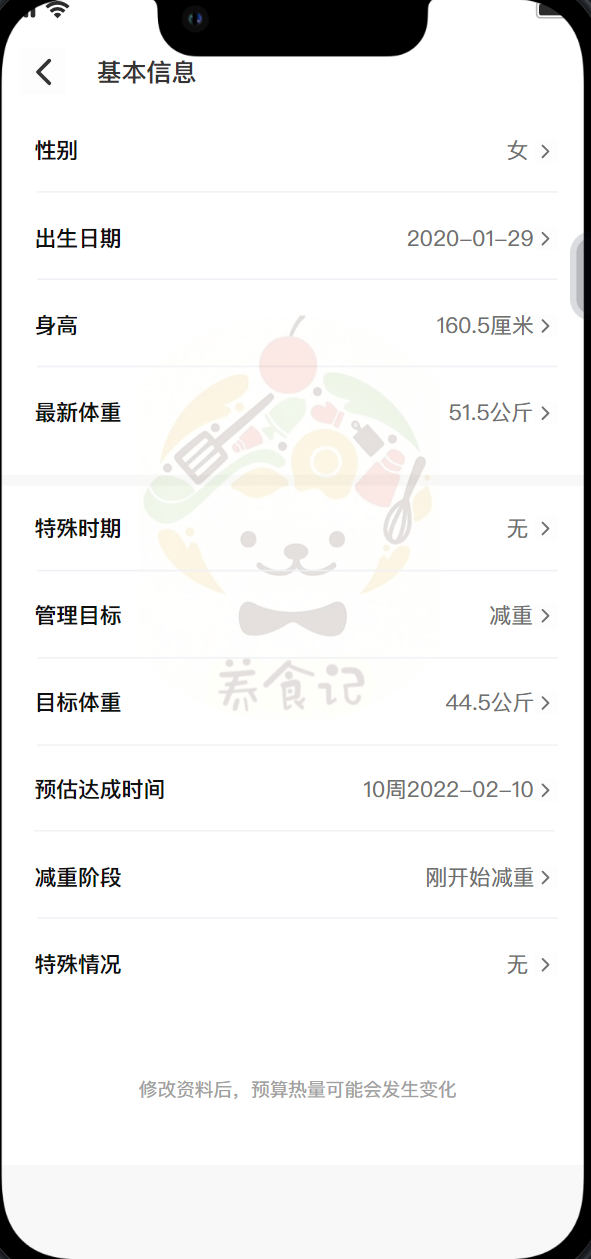 基本信息
性别 女
出生日期 2020-01-29
身高 160.5厘米
最新体重 51.5公斤
特殊时期 无
管理目标 减重
目标体重 44.5公斤
养食记
预估达成时间 10周2022-02-10
减重阶段 刚开始减重
特殊情况 无
修改资料后，预算热量可能会发生变化